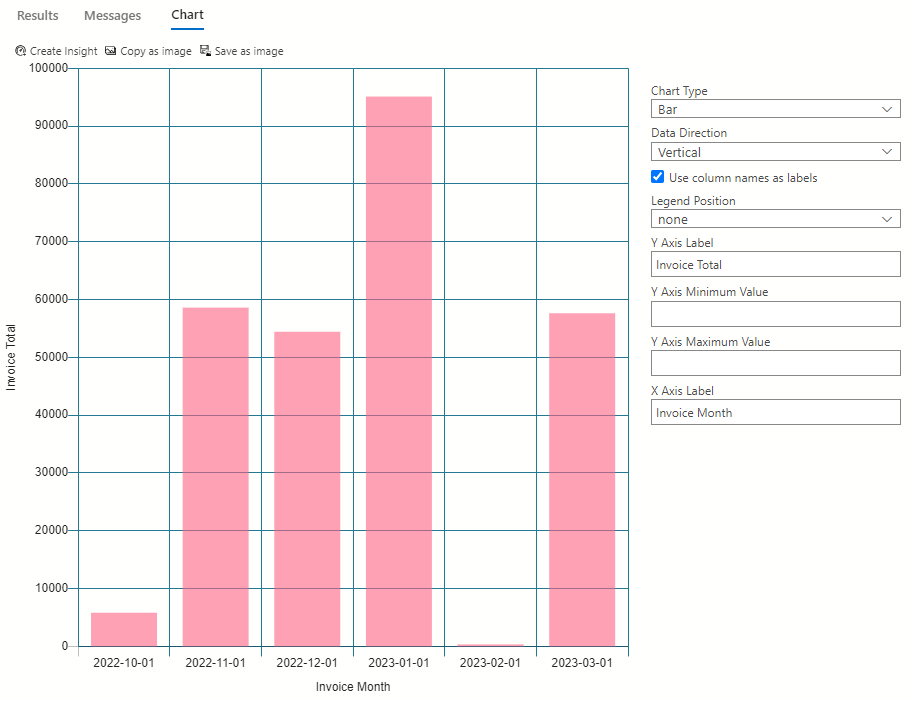 Results Messages Chart
Create Insight Copy as image Save as image
100000
90000
80000
70000
60000
50000
40000
30000
20000
10000
0
Invoice Total
2022-10-01 2022-11-01 2022-12-01 2023-01-01 2023-02-01 2023-03-01
Invoice Month
Chart Type
Bar
Data Direction
Vertical
Use column names as labels
Legend Position
none
Y Axis Label
Invoice Total
Y Axis Minimum Value
Y Axis Maximum Value
X Axis Label
Invoice Month